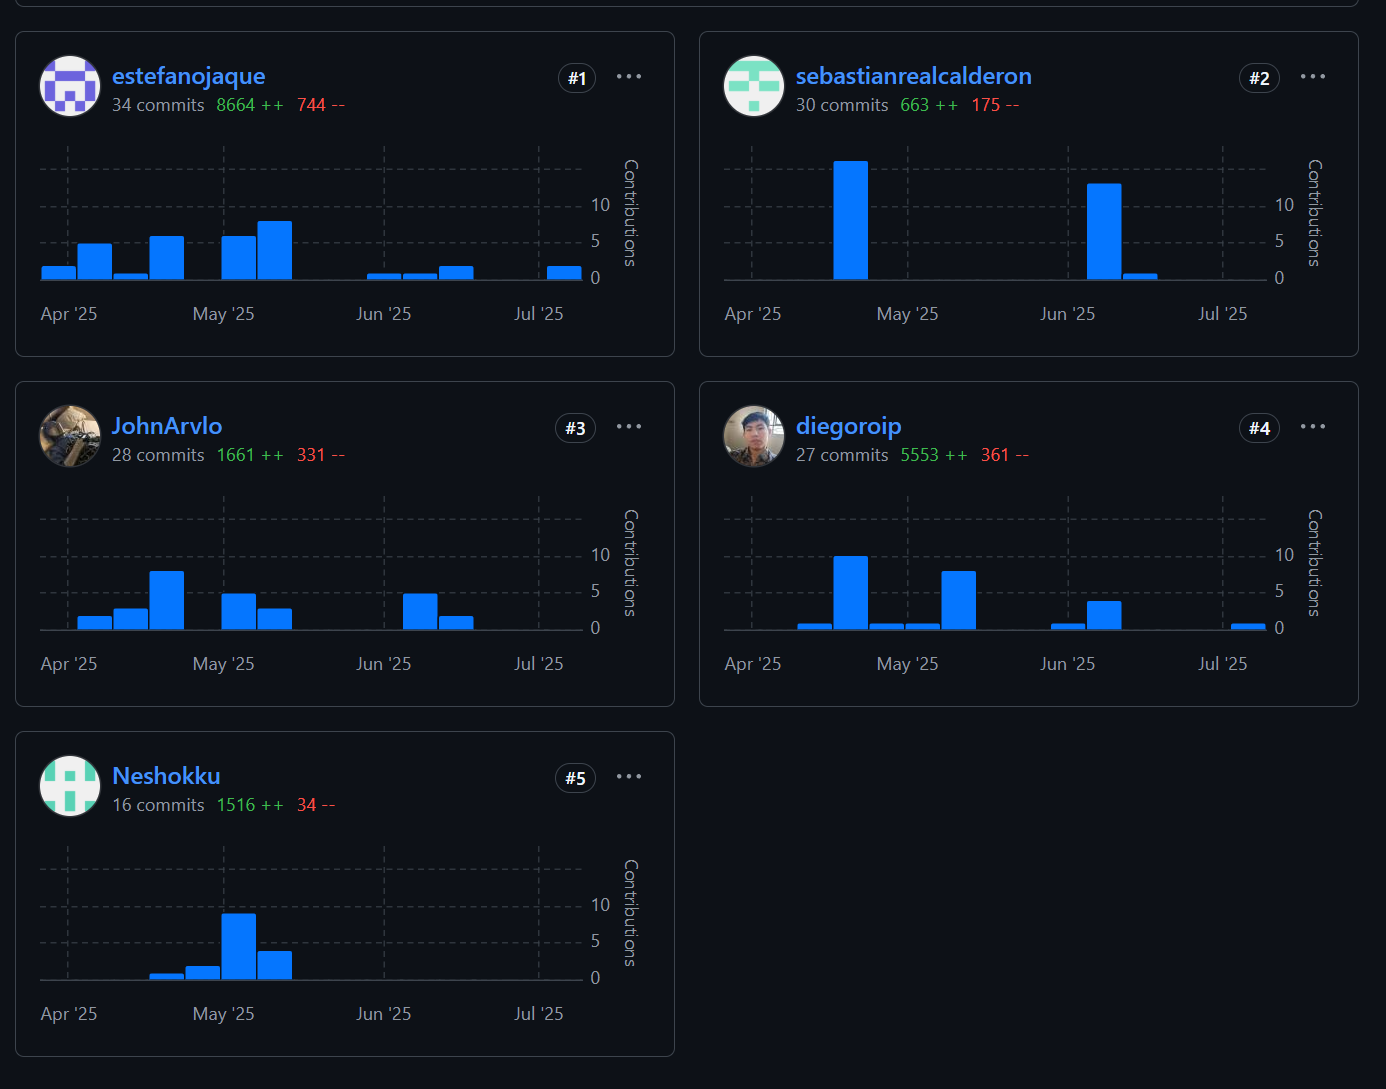 estefanojaque
#1
34 commits 8664 ++ 744 --
Contributions
10
5
0
Apr '25 May '25 Jun '25 Jul '25
sebastianrealcalderon
#2
30 commits 663 ++ 175 --
Contributions
10
5
0
Apr '25 May '25 Jun '25 Jul '25
JohnArvlo
#3
28 commits 1661 ++ 331 --
Contributions
10
5
0
Apr '25 May '25 Jun '25 Jul '25
diegoroip
#4
27 commits 5553 ++ 361 --
Contributions
10
5
0
Apr '25 May '25 Jun '25 Jul '25
Neshokku
#5
16 commits 1516 ++ 34 --
Contributions
10
5
0
Apr '25 May '25 Jun '25 Jul '25